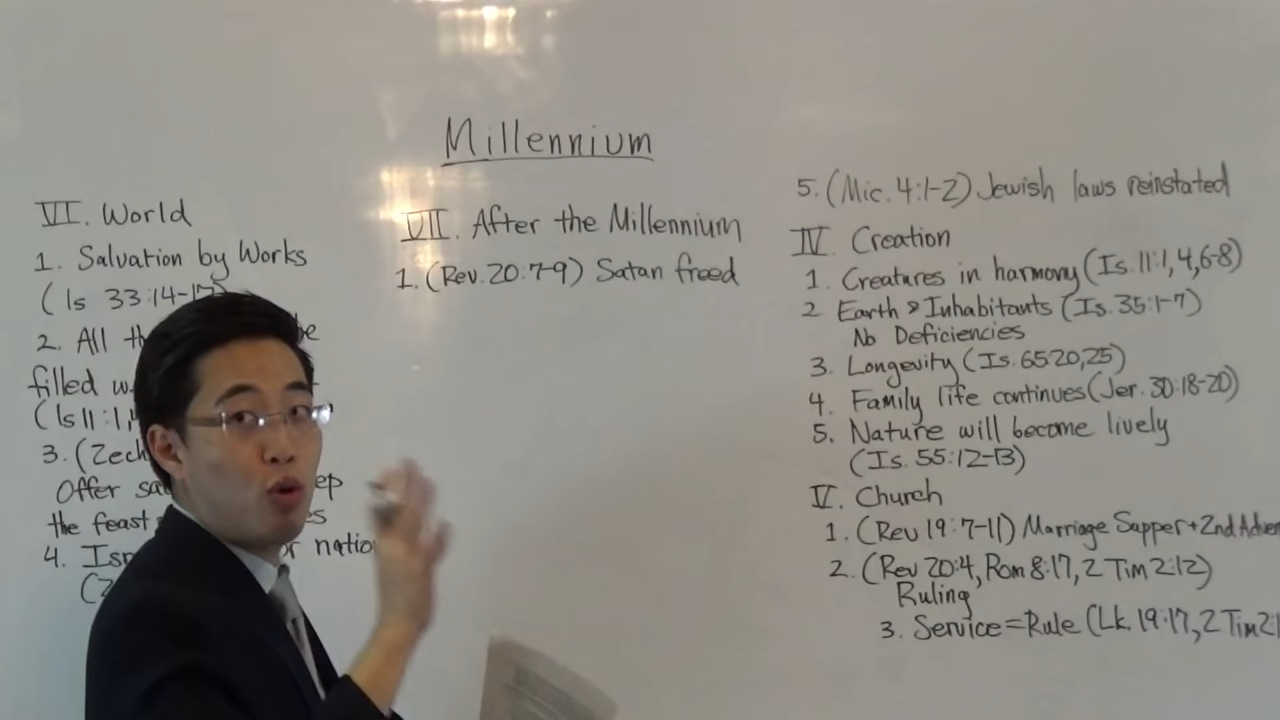 Millennium
VI. World
1. Salvation by Works
(Is 33:14-17)
2. All
filled
(Is 11:1,
3. (Zech
Offer
the feast
4.
nation
VII. After the Millennium
1. (Rev. 20:7-9) Satan freed
5. (Mic. 4:1-2) Jewish laws reinstated
IV Creation
1. Creatures in harmony (Is. 11:1,4,6-8)
2 Earth & Inhabitants (Is. 35:1-7)
No Deficiencies
3. Longevity (Is. 65:20,25)
4. Family life continues (Jer. 30:18-20)
5. Nature will become lively
(Is. 55:12-13)
V. Church
1. (Rev 19:7-11) Marriage Supper + 2nd Adven
2. (Rev 20:4, Rom 8:17, 2 Tim 2:12)
Ruling
3. Service = Rule (Lk. 19:17, 2 Tim 2:1